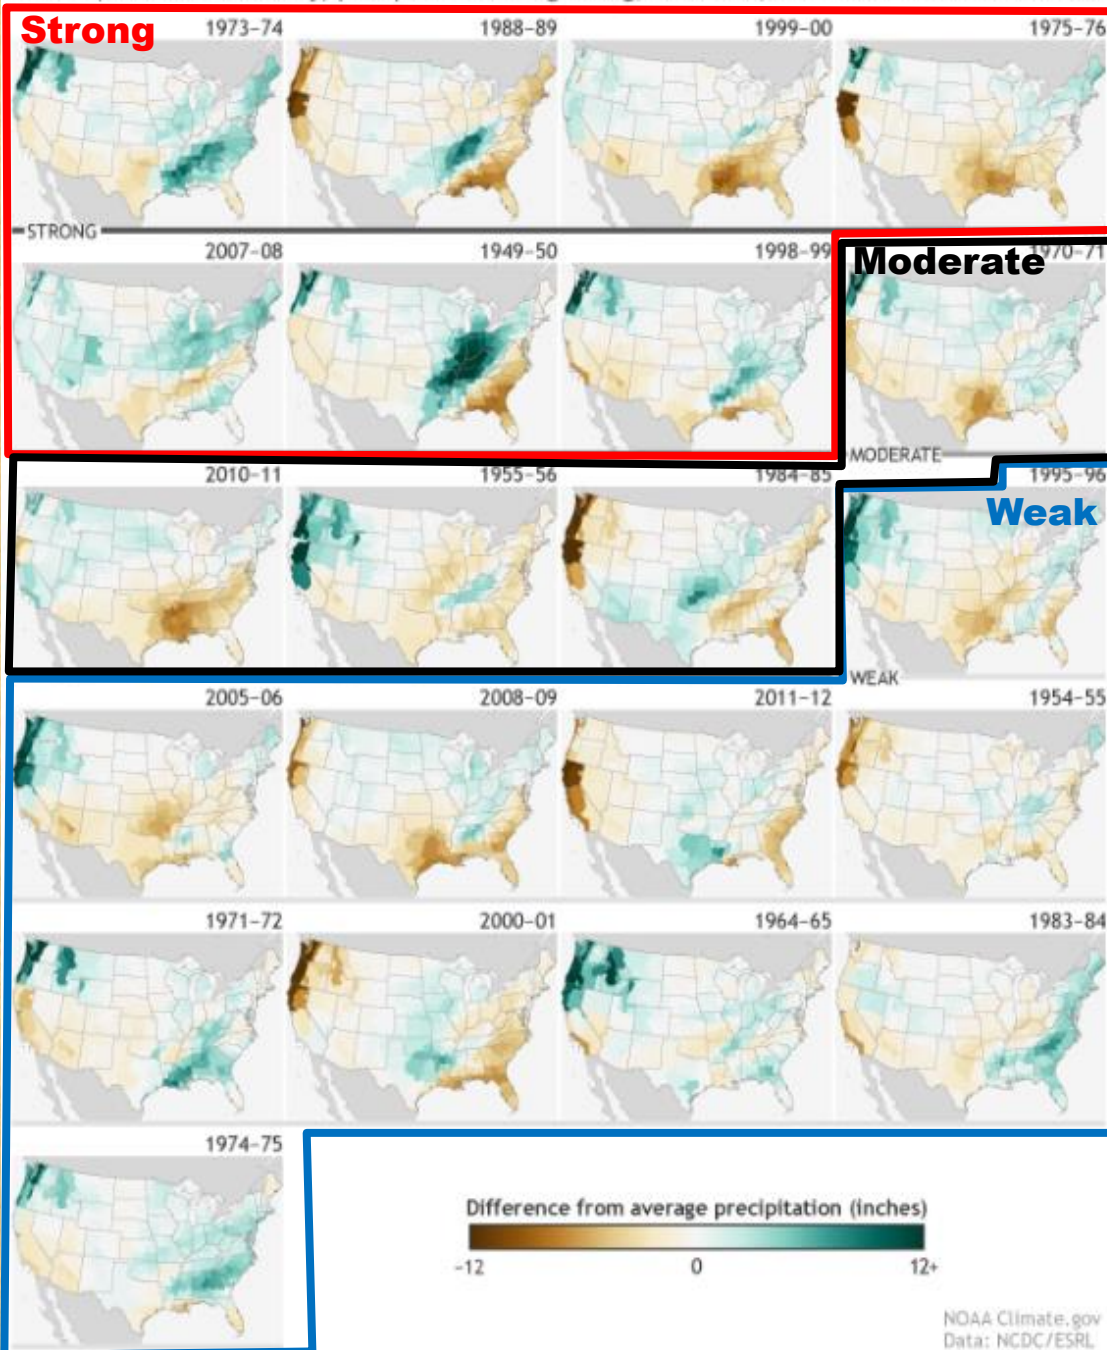 Strong
1973-74
1988-89
1999-00
1975-76
STRONG
2007-08
1949-50
1998-99
Moderate
1970-71
MODERATE
2010-11
1955-56
1984-85
1995-96
Weak
WEAK
2005-06
2008-09
2011-12
1954-55
1971-72
2000-01
1964-65
1983-84
1974-75
Difference from average precipitation (inches)
-12 0 12+
NOAA Climate.gov
Data: NCDC/ESRL